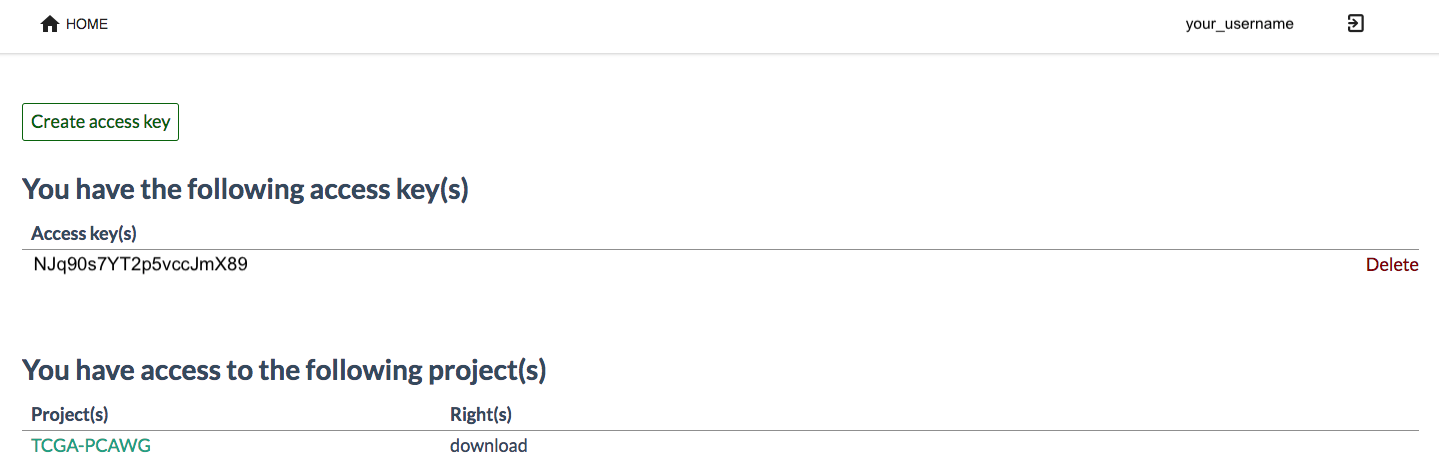 HOME your_username
Create access key
You have the following access key(s)
Access key(s)
NJq90s7YT2p5vccJmX89 Delete
You have access to the following project(s)
Project(s) Right(s)
TCGA-PCAWG download